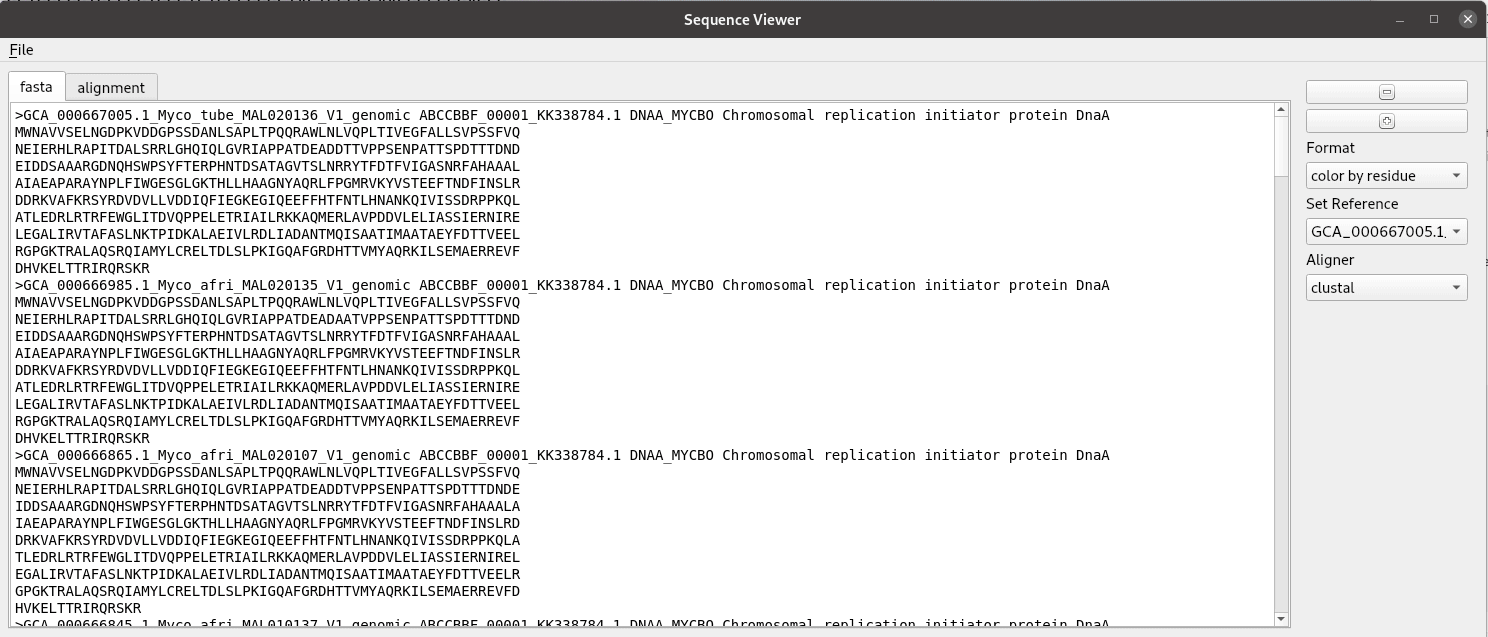 Sequence Viewer
File
fasta
alignment
>GCA_000667005.1_Myco_tube_MAL020136_V1_genomic ABCCBBF_00001_KK338784.1 DNAA_MYCBO Chromosomal replication initiator protein DnaA
MWNAVVSELNGDPKVDDGPSSDANLSAPLTPQQRAWLNLVQPLTIVEGFALLSVPSSFVQ
NEIERHLRAPITDALSRRLGHQIQLGVRIAPPATDEADDTTVPPSENPATTSPDTTTDND
EIDDSAAARGDNQHSWPSYFTERPHNTDSATAGVTSLNRRYTFDTFVIGASNRFAHAAAL
AIAEAPARAYNPLFIWGESGLGKTHLLHAAGNYAQRLFPGMRVKYVSTEEFTNDFINSLR
DDRKVAFKRSYRDVDVLLVDDIQFIEGKEGIQEEFFHTFNTLHNANKQIVISSDRPPKQL
ATLEDRLRTRFEWGLITDVQPPELETRIAILRKKAQMERLAVPDDVLELIASSIERNIRE
LEGALIRVTAFASLNKTPIDKALAEIVLRDLIADANTMQISAATIMAATAEYFDTTVEEL
RGPGKTRALAQSRQIAMYLCRELTDLSLPKIGQAFGRDHTTVMYAQRKILSEMAERREVF
DHVKELTTRIRQRSKR
>GCA_000666985.1_Myco_afri_MAL020135_V1_genomic ABCCBBF_00001_KK338784.1 DNAA_MYCBO Chromosomal replication initiator protein DnaA
MWNAVVSELNGDPKVDDGPSSDANLSAPLTPQQRAWLNLVQPLTIVEGFALLSVPSSFVQ
NEIERHLRAPITDALSRRLGHQIQLGVRIAPPATDEADAATVPPSENPATTSPDTTTDND
EIDDSAAARGDNQHSWPSYFTERPHNTDSATAGVTSLNRRYTFDTFVIGASNRFAHAAAL
AIAEAPARAYNPLFIWGESGLGKTHLLHAAGNYAQRLFPGMRVKYVSTEEFTNDFINSLR
DDRKVAFKRSYRDVDVLLVDDIQFIEGKEGIQEEFFHTFNTLHNANKQIVISSDRPPKQL
ATLEDRLRTRFEWGLITDVQPPELETRIAILRKKAQMERLAVPDDVLELIASSIERNIRE
LEGALIRVTAFASLNKTPIDKALAEIVLRDLIADANTMQISAATIMAATAEYFDTTVEEL
RGPGKTRALAQSRQIAMYLCRELTDLSLPKIGQAFGRDHTTVMYAQRKILSEMAERREVF
DHVKELTTRIRQRSKR
>GCA_000666865.1_Myco_afri_MAL020107_V1_genomic ABCCBBF_00001_KK338784.1 DNAA_MYCBO Chromosomal replication initiator protein DnaA
MWNAVVSELNGDPKVDDGPSSDANLSAPLTPQQRAWLNLVQPLTIVEGFALLSVPSSFVQ
NEIERHLRAPITDALSRRLGHQIQLGVRIAPPATDEADDTVPPSENPATTSPDTTTDNDE
IDDSAAARGDNQHSWPSYFTERPHNTDSATAGVTSLNRRYTFDTFVIGASNRFAHAAALA
IAEAPARAYNPLFIWGESGLGKTHLLHAAGNYAQRLFPGMRVKYVSTEEFTNDFINSLRD
DRKVAFKRSYRDVDVLLVDDIQFIEGKEGIQEEFFHTFNTLHNANKQIVISSDRPPKQLA
TLEDRLRTRFEWGLITDVQPPELETRIAILRKKAQMERLAVPDDVLELIASSIERNIREL
EGALIRVTAFASLNKTPIDKALAEIVLRDLIADANTMQISAATIMAATAEYFDTTVEELR
GPGKTRALAQSRQIAMYLCRELTDLSLPKIGQAFGRDHTTVMYAQRKILSEMAERREVFD
HVKELTTRIRQRSKR
>GCA_000666845.1_Myco_afri_MAL010137_V1_genomic ABCCBBF_00001_KK338784.1 DNAA_MYCBO Chromosomal replication initiator protein DnaA
Format
color by residue
Set Reference
GCA_000667005.1_
Aligner
clustal